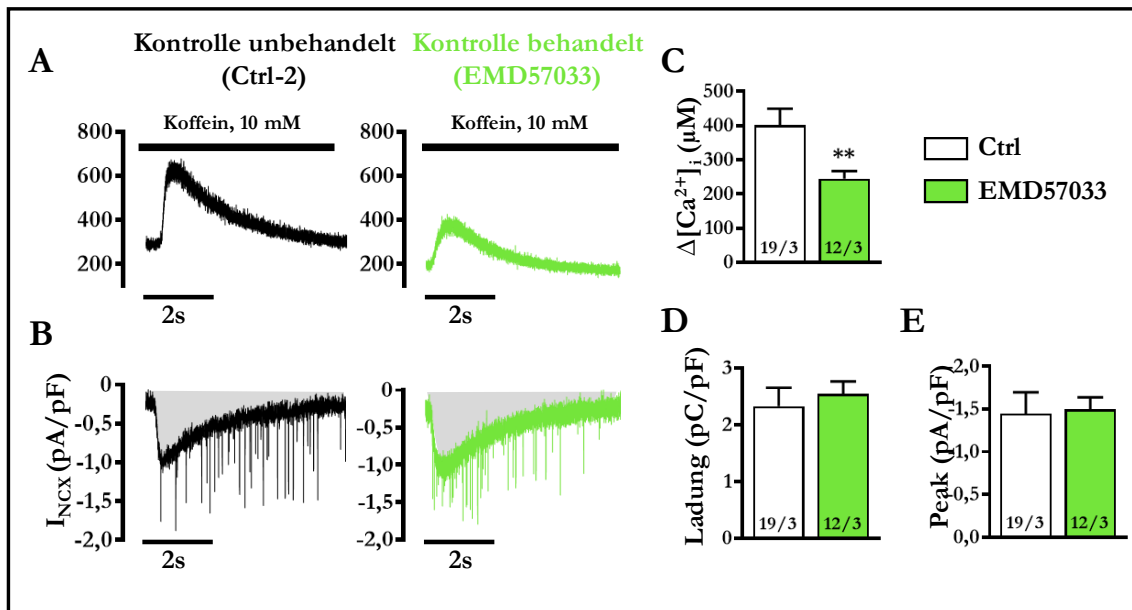 A
Kontrolle unbehandelt
(Ctrl-2)
Kontrolle behandelt
(EMD57033)
Koffein, 10 mM
800
600
400
200
2s
Koffein, 10 mM
800
600
400
200
2s
B
I_NCX (pA/pF)
0
-0,5
-1,0
-1,5
-2,0
2s
0
-0,5
-1,0
-1,5
-2,0
2s
C
Δ[Ca²⁺]ᵢ (µM)
500
400
300
200
100
0
**
19/3
12/3
Ctrl
EMD57033
D
Ladung (pC/pF)
3
2
1
0
19/3
12/3
E
Peak (pA/pF)
2,0
1,5
1,0
0,5
0,0
19/3
12/3